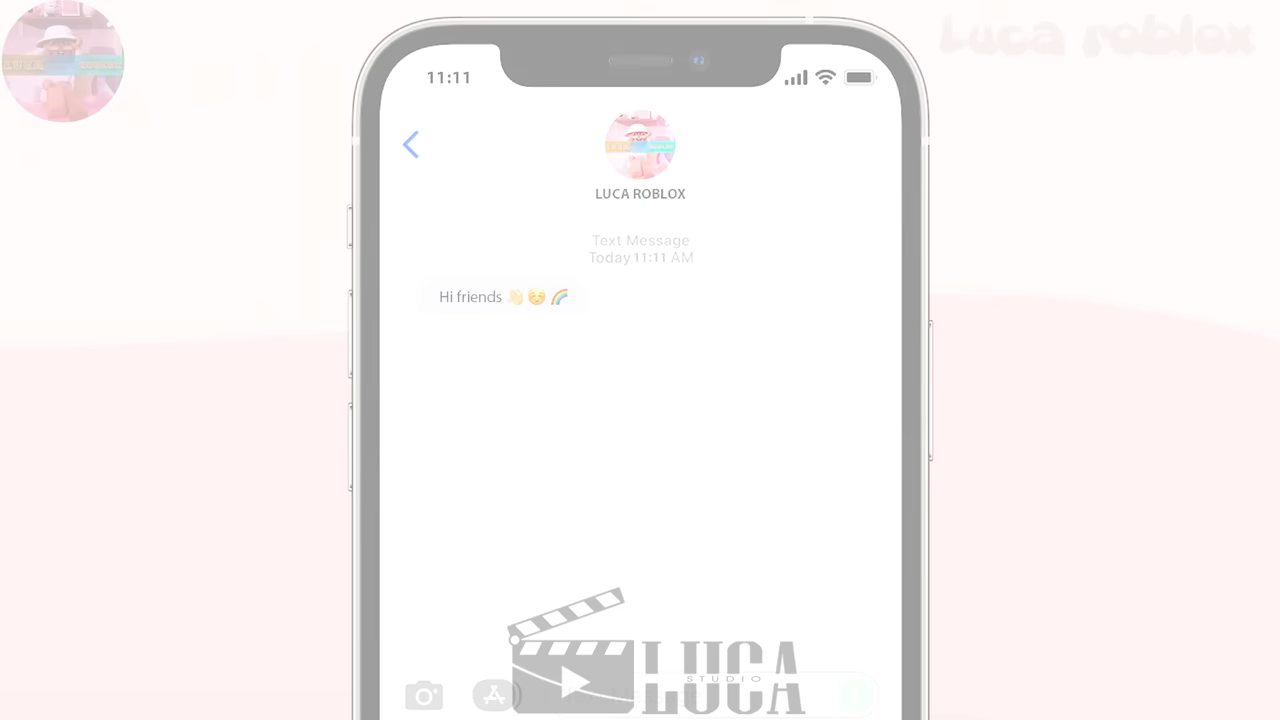 Luca roblox
11:11
LUCA ROBLOX
Text Message
Today 11:11 AM
Hi friends 👋☺️🌈
LUCA
STUDIO